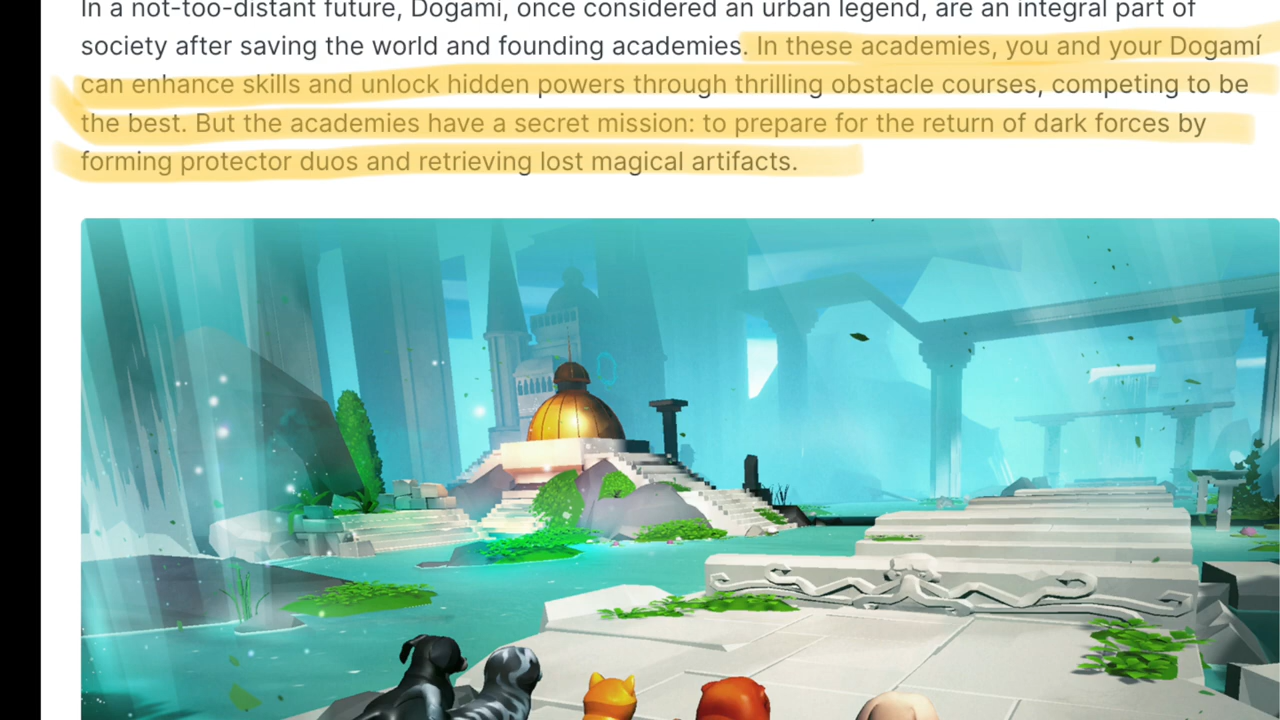 In a not-too-distant future, Dogamí, once considered an urban legend, are an integral part of
society after saving the world and founding academies. In these academies, you and your Dogamí
can enhance skills and unlock hidden powers through thrilling obstacle courses, competing to be
the best. But the academies have a secret mission: to prepare for the return of dark forces by
forming protector duos and retrieving lost magical artifacts.